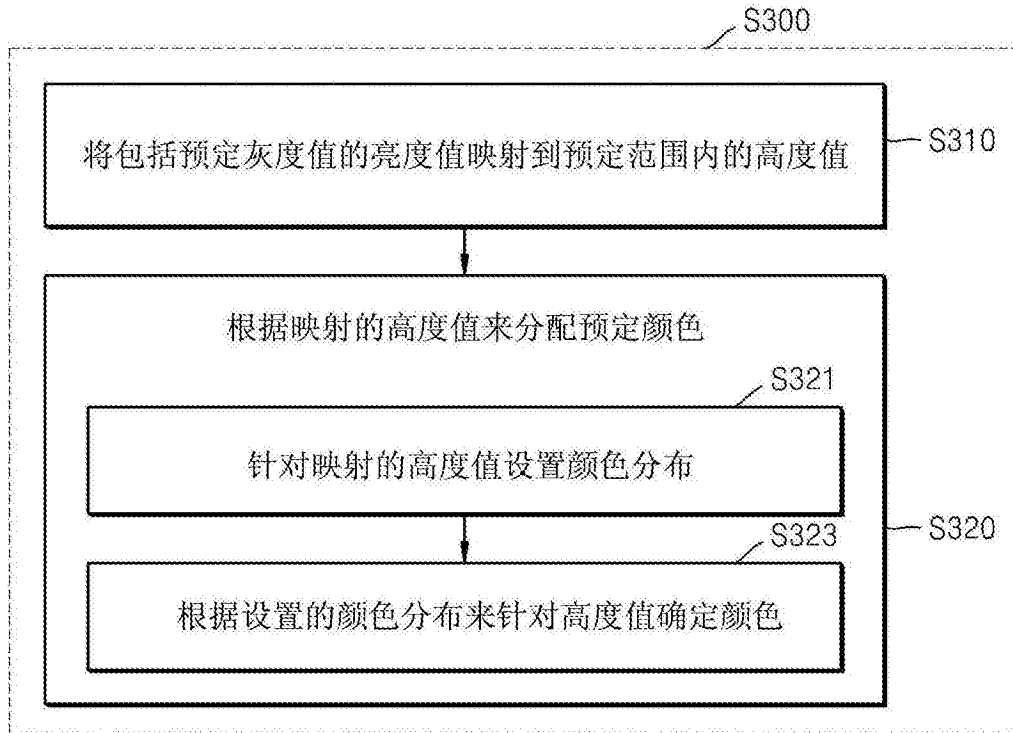 S300
将包括预定灰度值的亮度值映射到预定范围内的高度值
S310
根据映射的高度值来分配预定颜色
S321
针对映射的高度值设置颜色分布
S320
S323
根据设置的颜色分布来针对高度值确定颜色